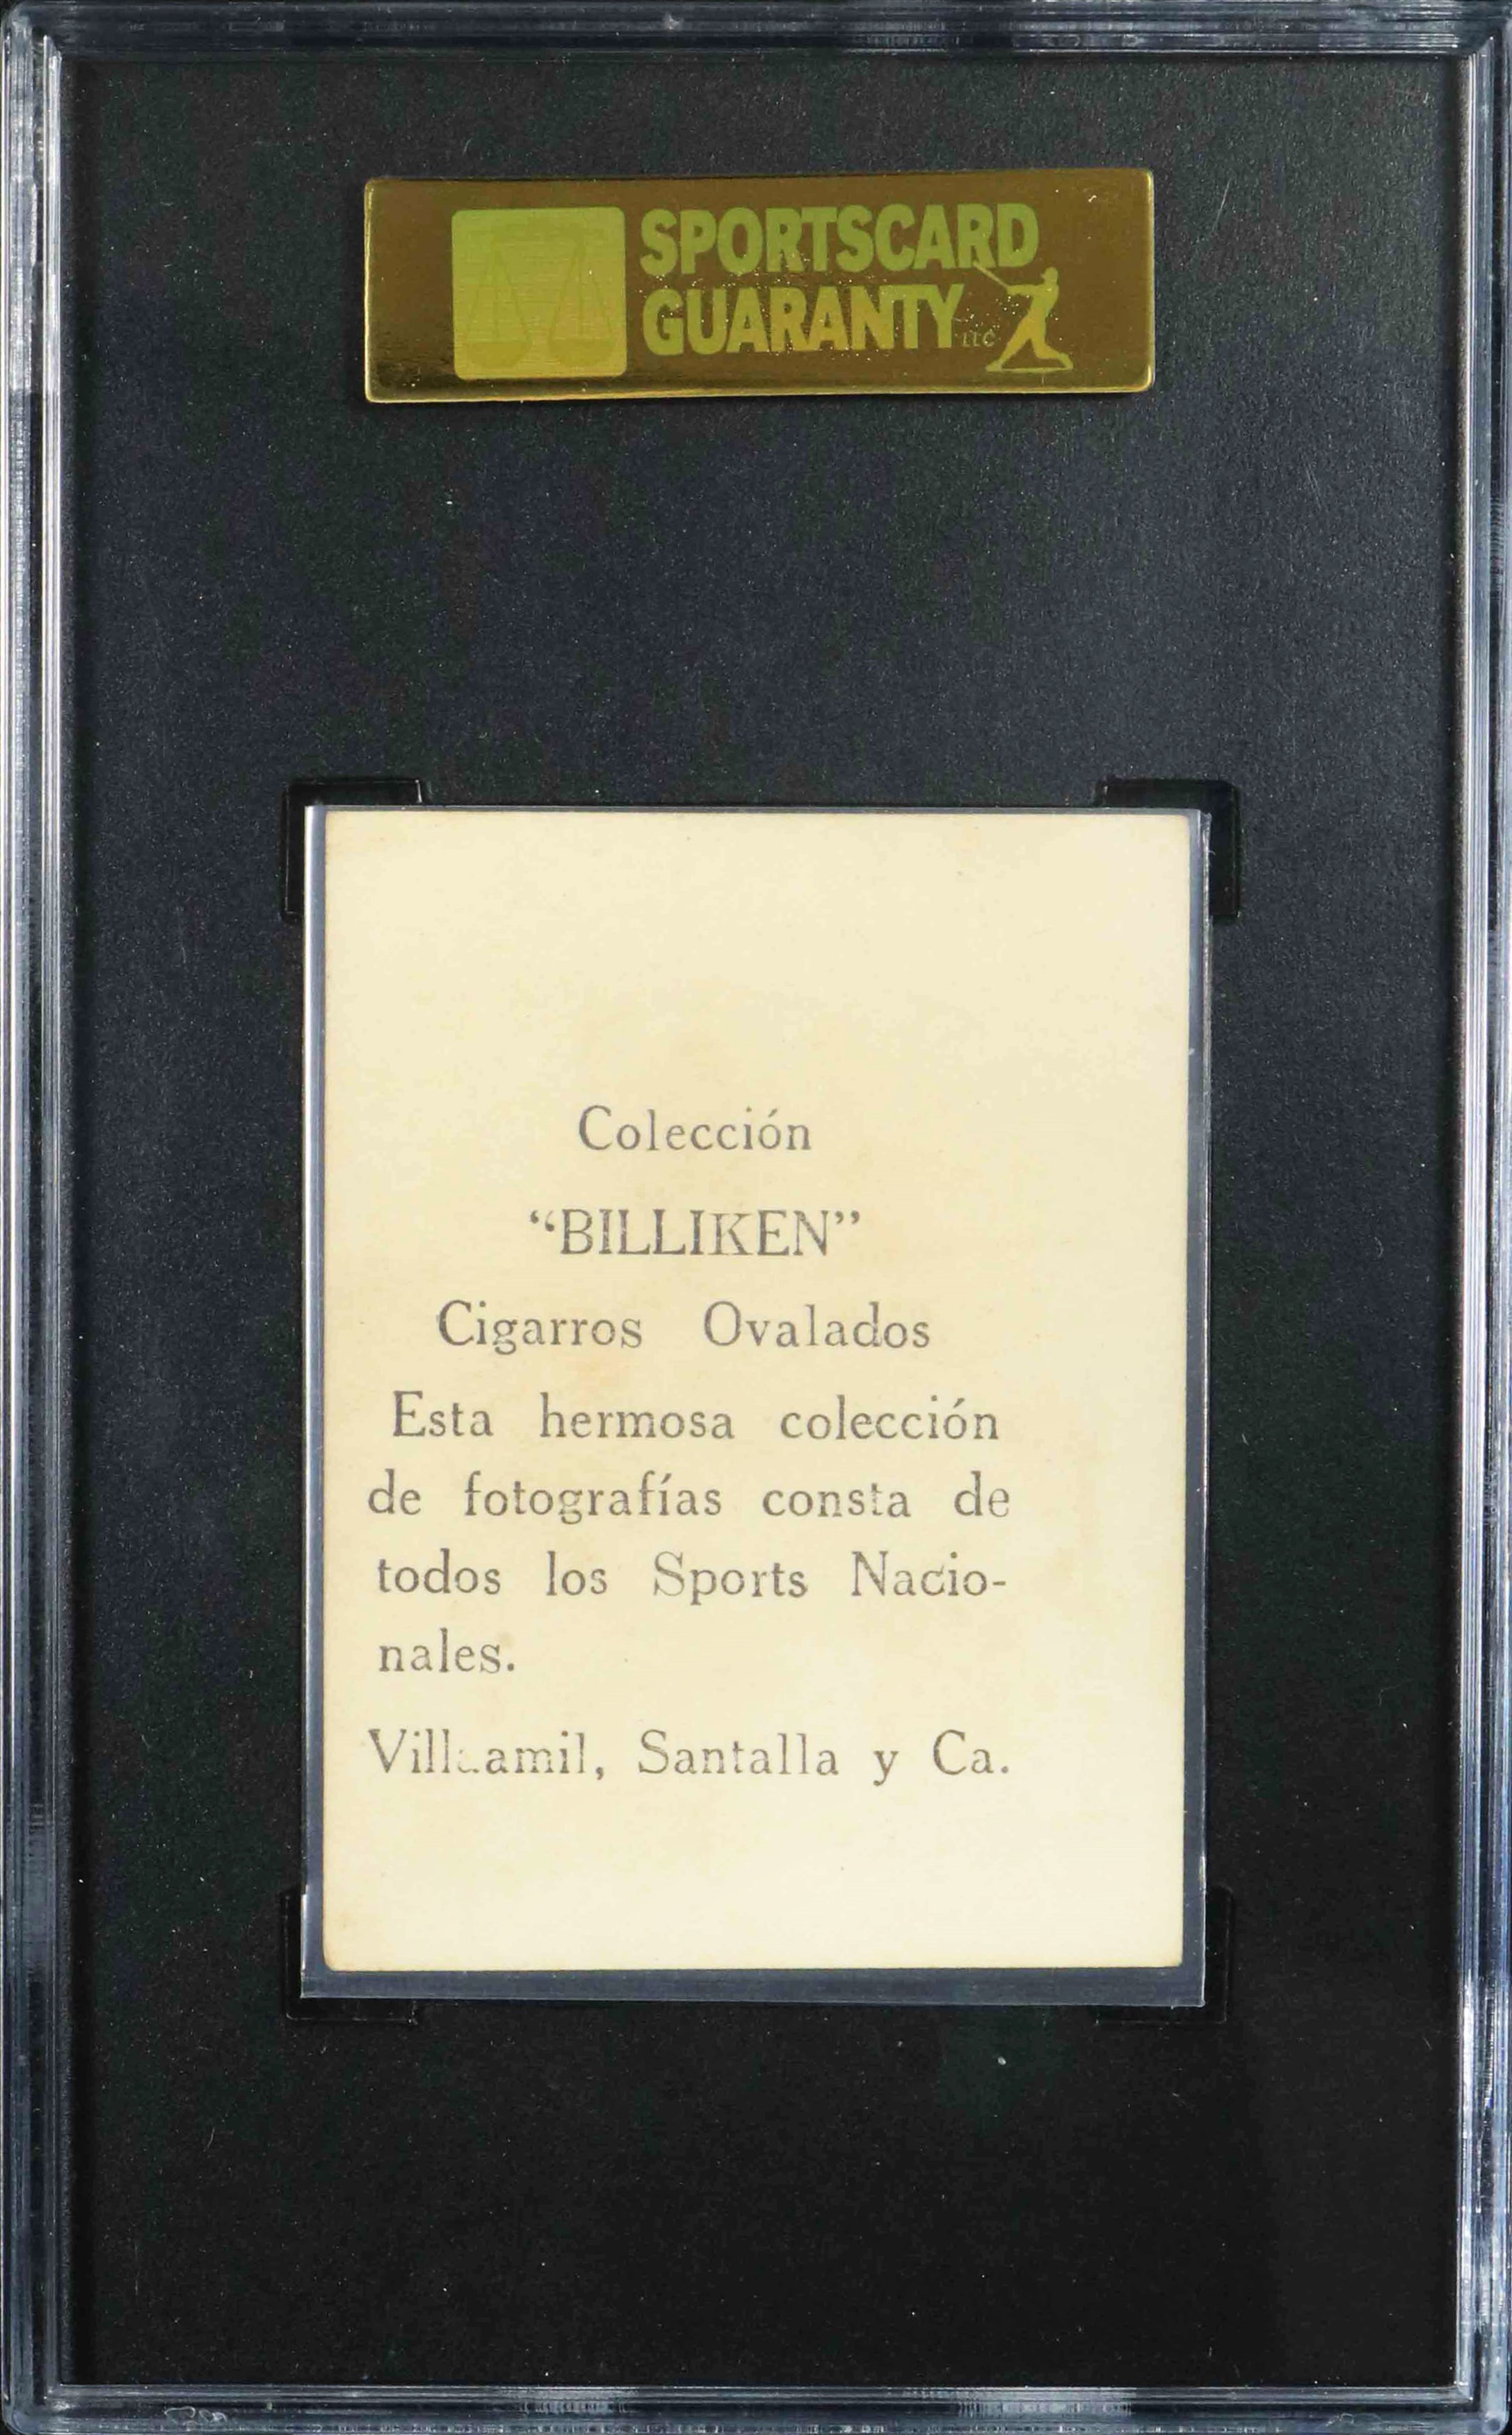 SPORTSCARD
GUARANTY LLC
Colección
“BILLIKEN”
Cigarros Ovalados
Esta hermosa colección
de fotografías consta de
todos los Sports Nacio-
nales.
Villaamil, Santalla y Ca.